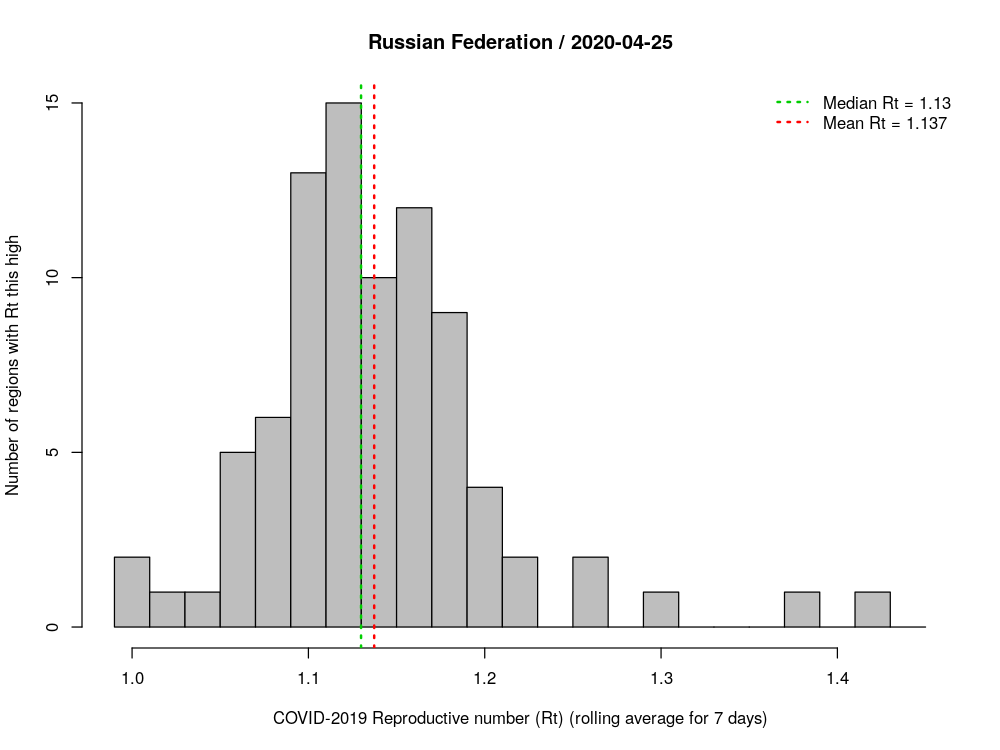 Russian Federation / 2020-04-25
Median Rt = 1.13
Mean Rt = 1.137
Number of regions with Rt this high
15
10
5
0
1.0 1.1 1.2 1.3 1.4
COVID-2019 Reproductive number (Rt) (rolling average for 7 days)